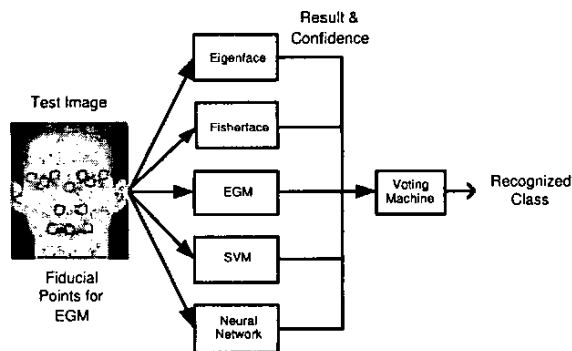 Result &
Confidence
Eigenface
Test Image
Fisherface
EGM
Voting
Machine
Recognized
Class
SVM
Fiducial
Points for
EGM
Neural
Network